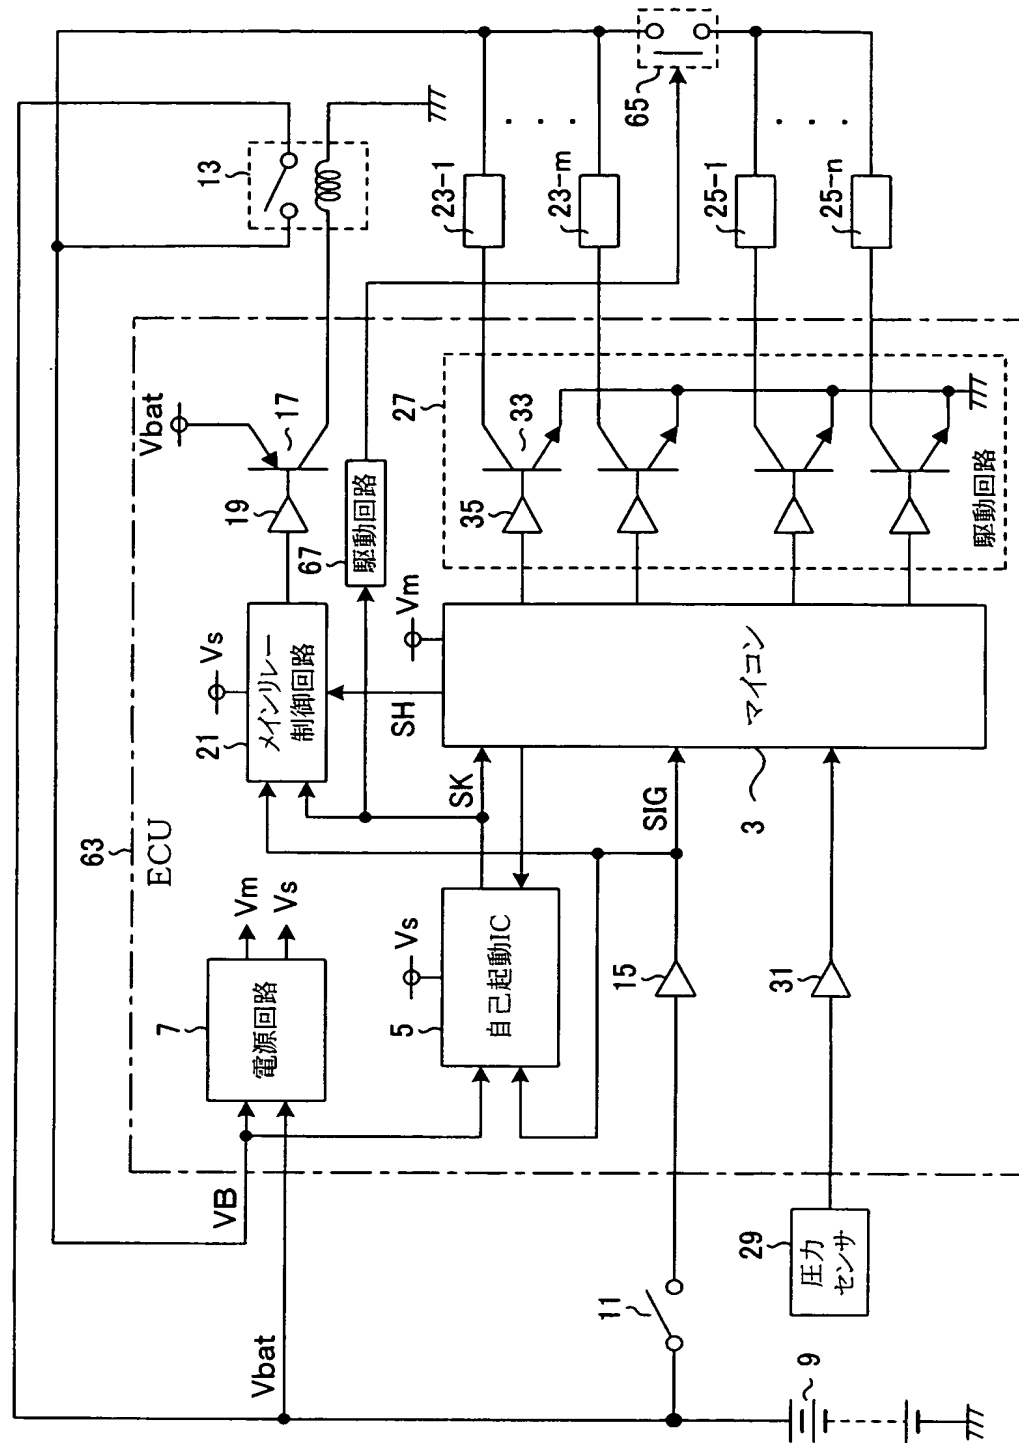 63
ECU
Vbat
VB
7
電源回路
Vm
Vs
Vs
21
メインリレー
制御回路
19
17
Vbat
13
5
自己起動IC
Vs
SK
SH
67
駆動回路
Vm
SIG
3
マイコン
27
35
33
駆動回路
23-1
23-m
65
25-1
25-n
. . .
. . .
11
15
29
圧力
センサ
31
9